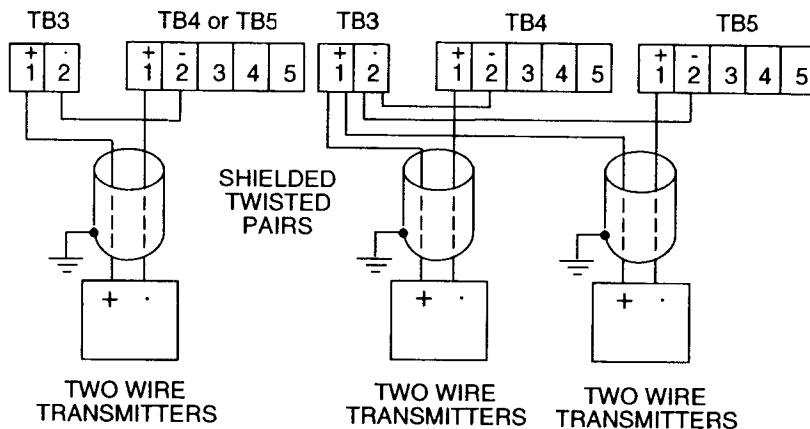 TB3 TB4 or TB5 TB3 TB4 TB5
+ · + - + · + - + -
1 2 1 2 3 4 5 1 2 1 2 3 4 5 1 2 3 4 5
SHIELDED
TWISTED
PAIRS
+ · + · + ·
TWO WIRE
TRANSMITTERS
TWO WIRE
TRANSMITTERS
TWO WIRE
TRANSMITTERS